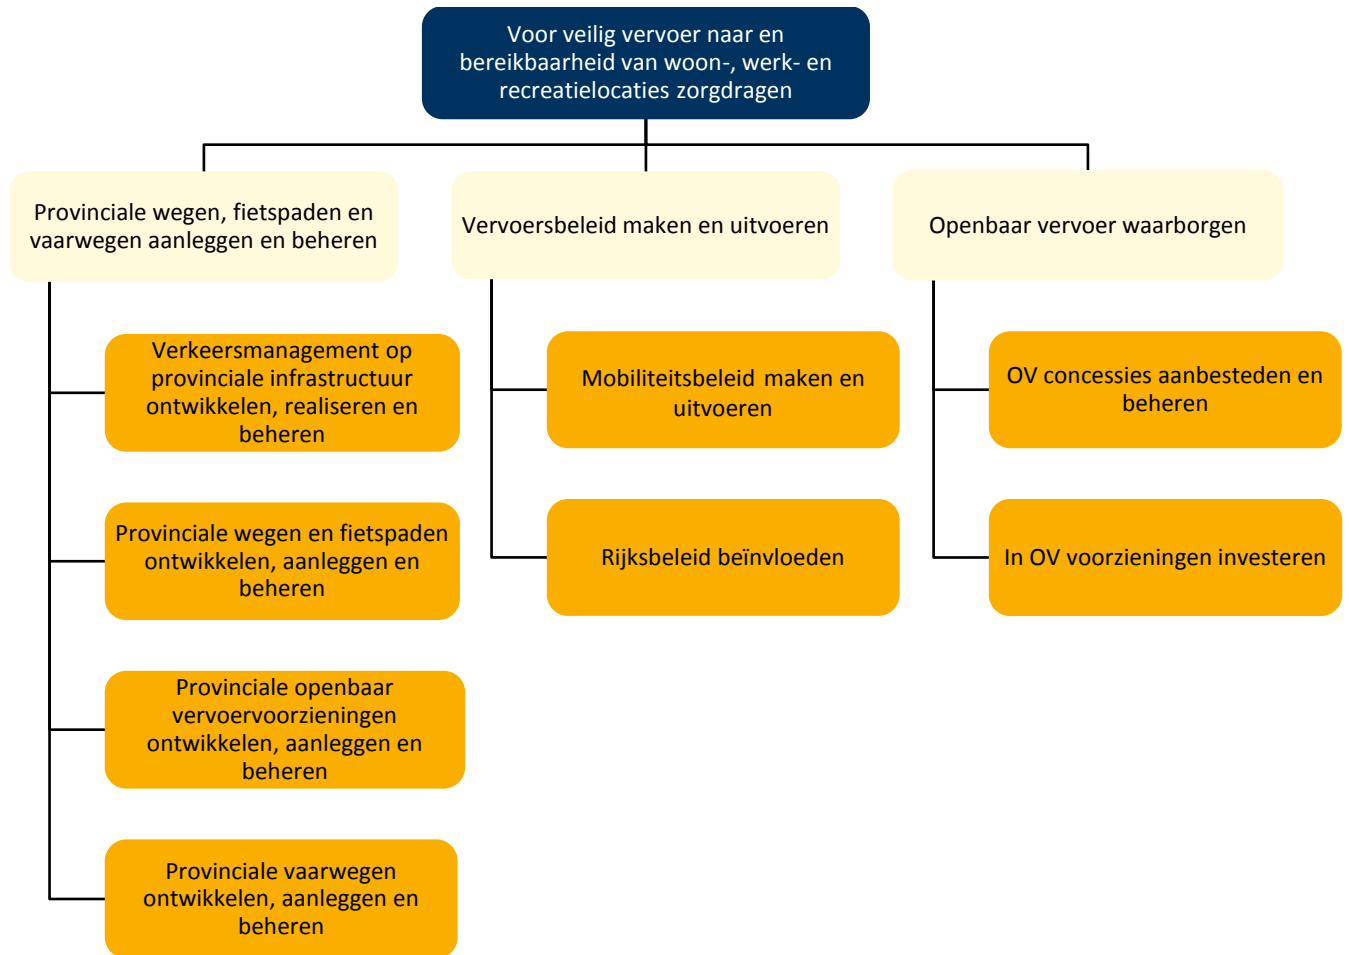 Voor veilig vervoer naar en
bereikbaarheid van woon-, werk- en
recreatielocaties zorgdragen
Provinciale wegen, fietspaden en
vaarwegen aanleggen en beheren
Verkeersmanagement op
provinciale infrastructuur
ontwikkelen, realiseren en
beheren
Provinciale wegen en fietspaden
ontwikkelen, aanleggen en
beheren
Provinciale openbaar
vervoervoorzieningen
ontwikkelen, aanleggen en
beheren
Provinciale vaarwegen
ontwikkelen, aanleggen en
beheren
Vervoersbeleid maken en uitvoeren
Mobiliteitsbeleid maken en
uitvoeren
Rijksbeleid beïnvloeden
Openbaar vervoer waarborgen
OV concessies aanbesteden en
beheren
In OV voorzieningen investeren